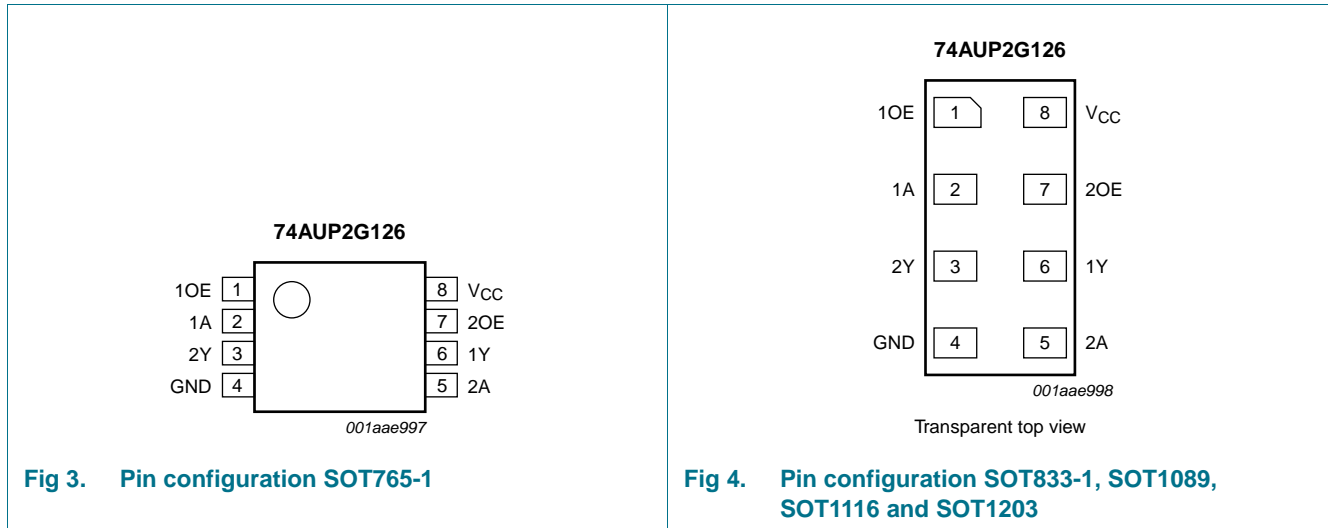 74AUP2G126
1OE 1 8 VCC
1A 2 7 2OE
2Y 3 6 1Y
GND 4 5 2A
001aae997
Fig 3. Pin configuration SOT765-1
74AUP2G126
1OE 1 8 VCC
1A 2 7 2OE
2Y 3 6 1Y
GND 4 5 2A
001aae998
Transparent top view
Fig 4. Pin configuration SOT833-1, SOT1089,
SOT1116 and SOT1203